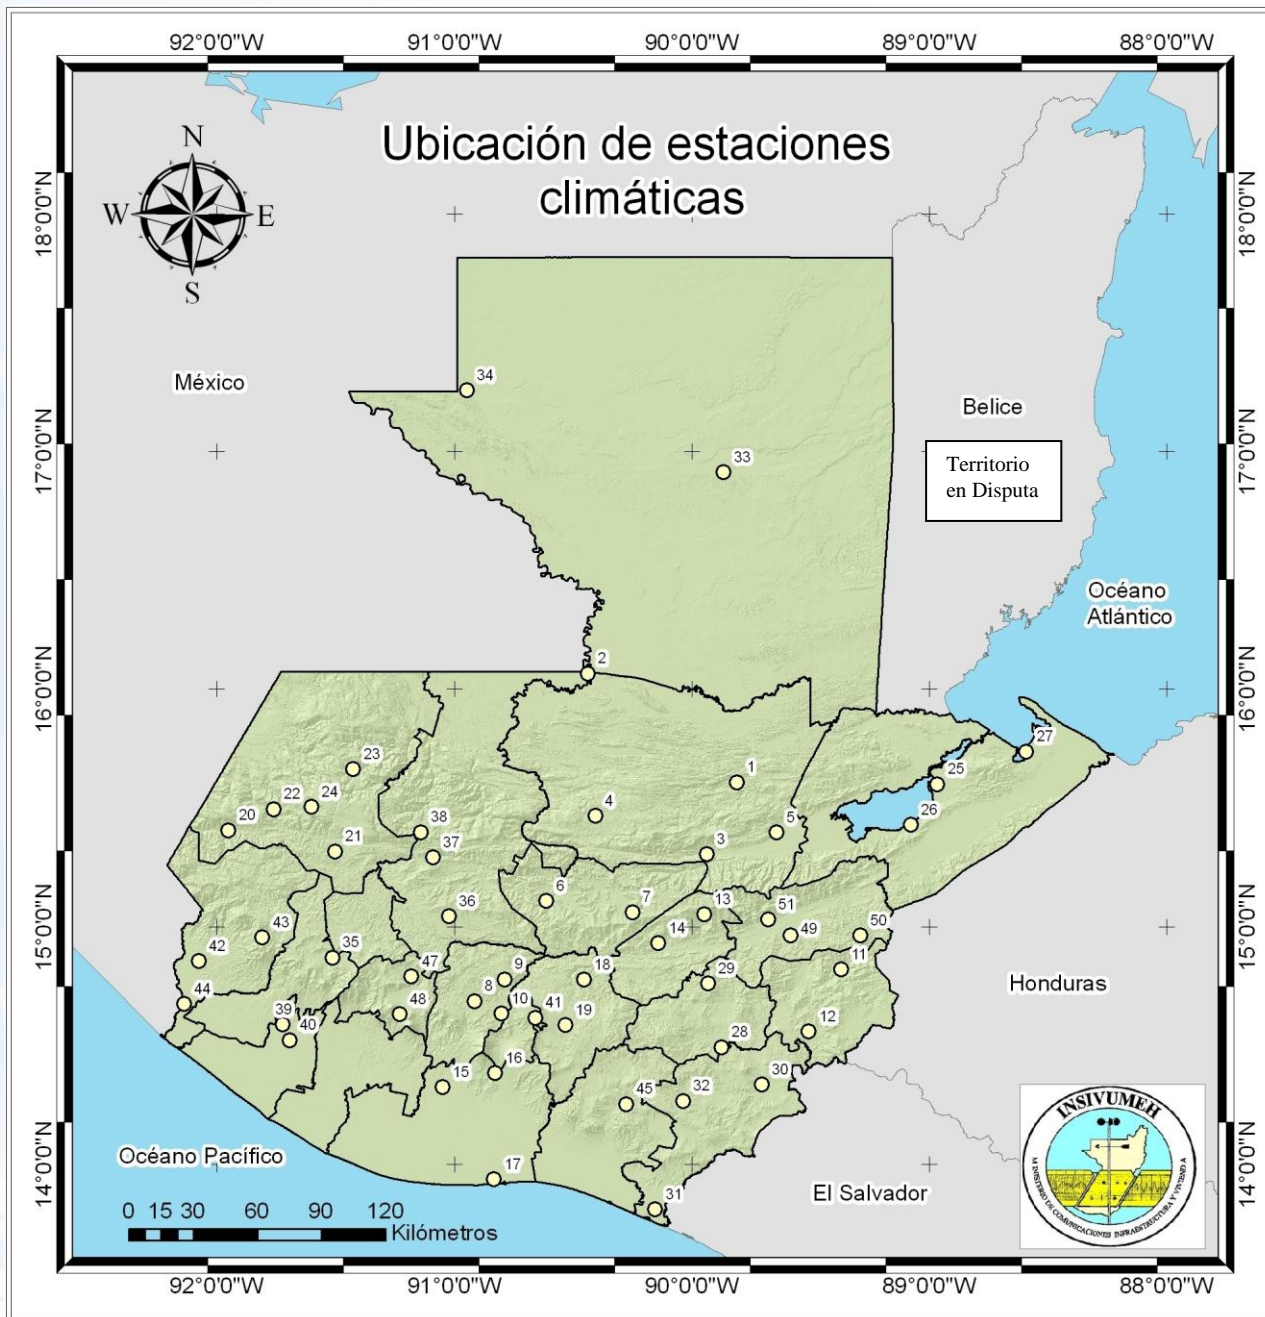 92°0'0"W 91°0'0"W 90°0'0"W 89°0'0"W 88°0'0"W
Ubicación de estaciones
climáticas
N
W E
S
18°0'0"N 18°0'0"N
México
34
Belice
17°0'0"N 17°0'0"N
33
Territorio
en Disputa
Océano
Atlántico
2
16°0'0"N 16°0'0"N
27
23
1
25
22 24
4
20
38
5
26
21
37
3
6
7
13
36
51
14
49
50
43
35
42
15°0'0"N 15°0'0"N
11
47
9
18
29
Honduras
44
8
48
10
41
39
19
12
40
28
16
15
30
32
45
INSIVUMEH
MINISTERIO DE COMUNICACIONES INFRAESTRUCTURA Y VIVIENDA
14°0'0"N 14°0'0"N
Océano Pacífico
17
El Salvador
31
0 15 30 60 90 120
Kilómetros
92°0'0"W 91°0'0"W 90°0'0"W 89°0'0"W 88°0'0"W